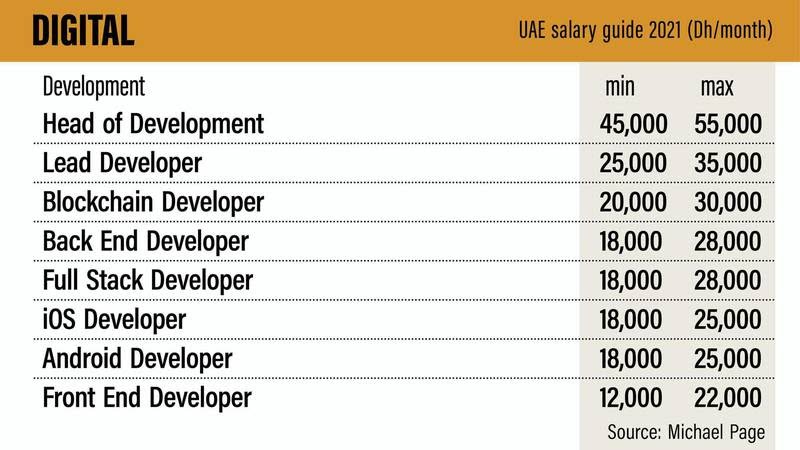 DIGITAL UAE salary guide 2021 (Dh/month)
Development min max
Head of Development 45,000 55,000
Lead Developer 25,000 35,000
Blockchain Developer 20,000 30,000
Back End Developer 18,000 28,000
Full Stack Developer 18,000 28,000
iOS Developer 18,000 25,000
Android Developer 18,000 25,000
Front End Developer 12,000 22,000
Source: Michael Page